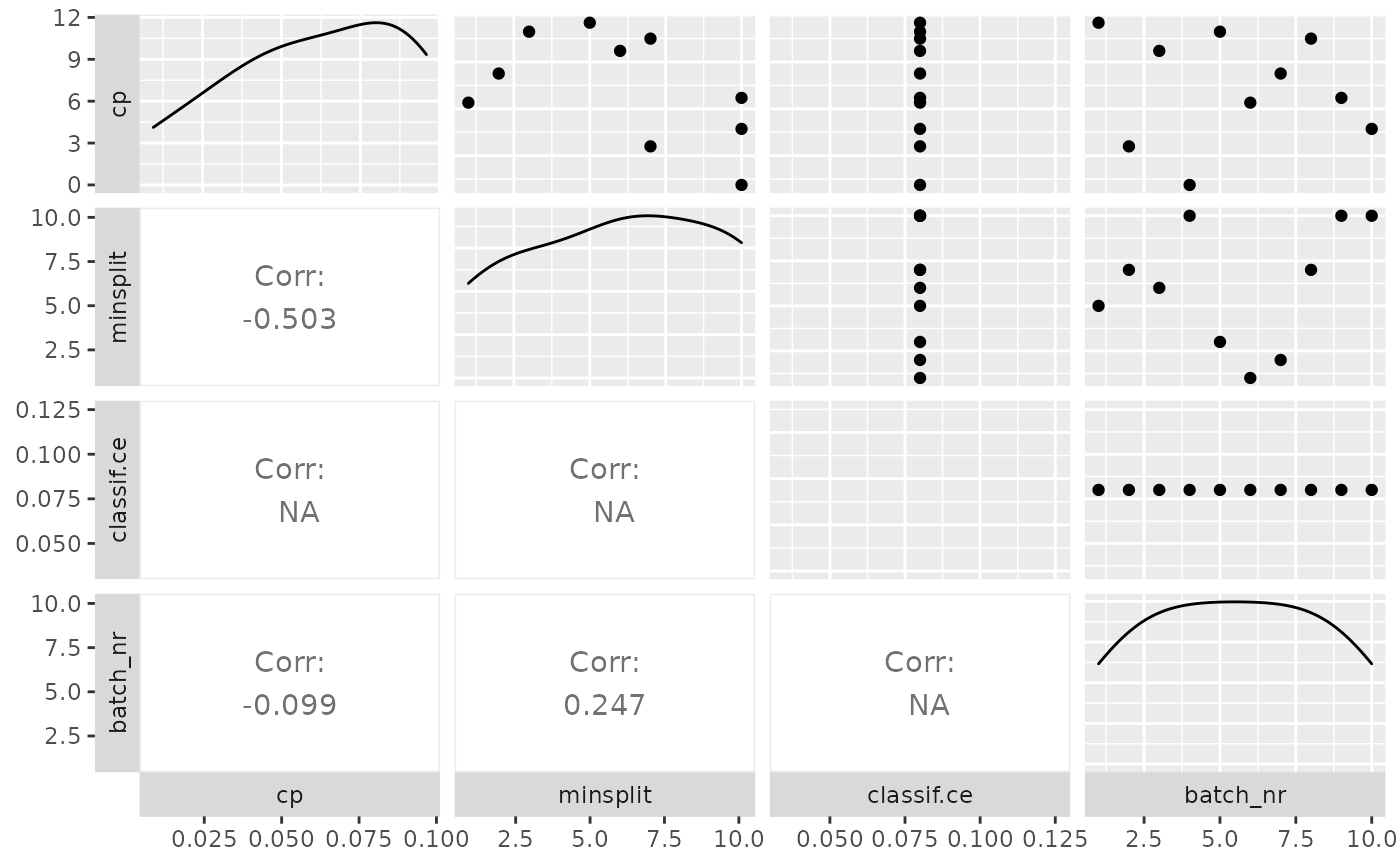 12
9
6
3
0
cp
10.0
7.5
5.0
2.5
minsplit
Corr:
-0.503
0.125
0.100
0.075
0.050
classif.ce
Corr:
NA
Corr:
NA
10.0
7.5
5.0
2.5
batch_nr
Corr:
-0.099
Corr:
0.247
Corr:
NA
cp minsplit classif.ce batch_nr
0.025 0.050 0.075 0.100 2.5 5.0 7.5 10.0 0.050 0.075 0.100 0.125 2.5 5.0 7.5 10.0